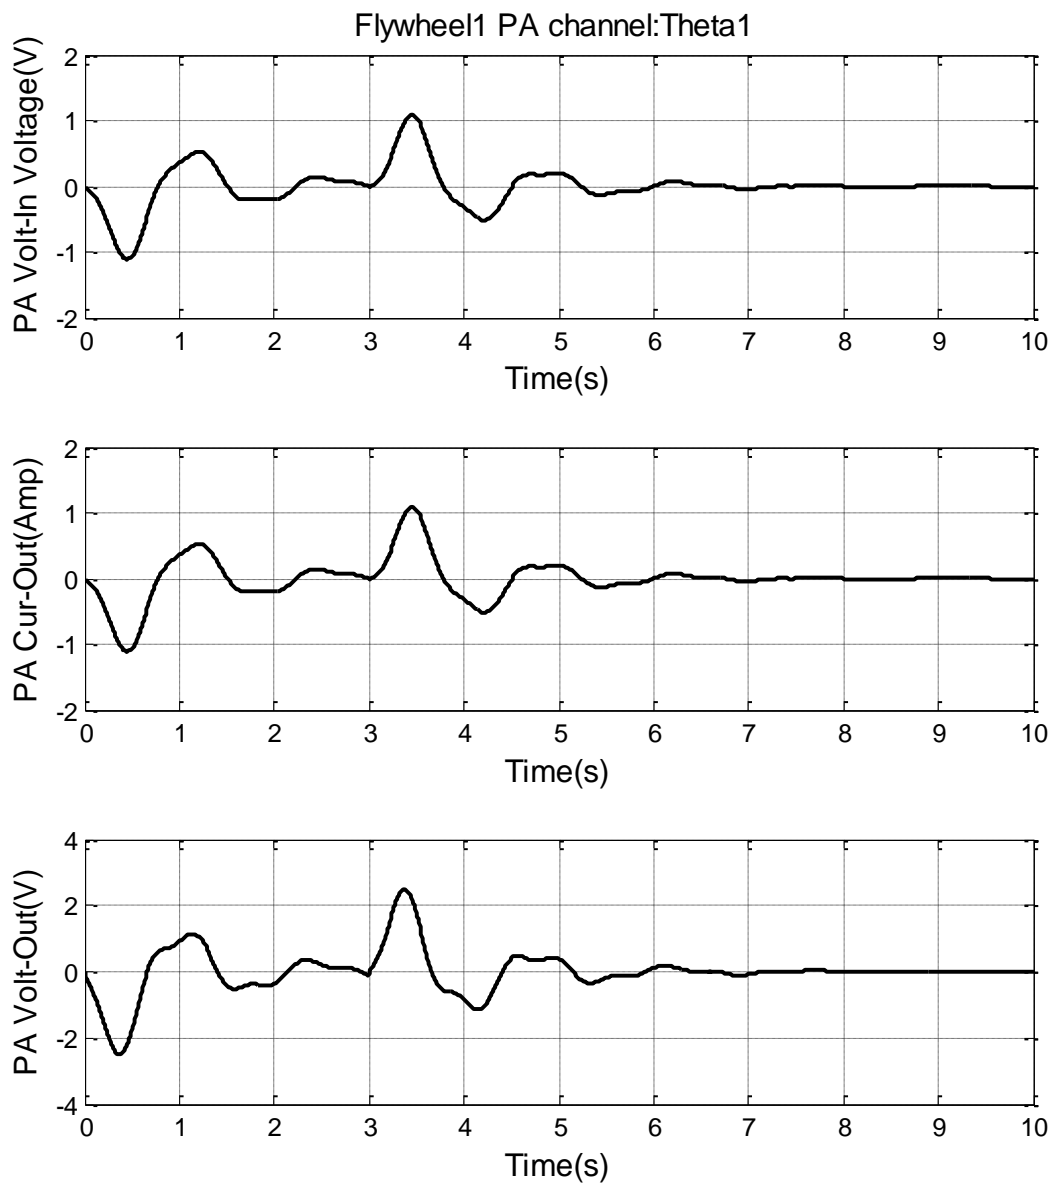 Flywheel1 PA channel:Theta1
PA Volt-In Voltage(V)
2
1
0
-1
-2
0 1 2 3 4 5 6 7 8 9 10
Time(s)
PA Cur-Out(Amp)
2
1
0
-1
-2
0 1 2 3 4 5 6 7 8 9 10
Time(s)
PA Volt-Out(V)
4
2
0
-2
-4
0 1 2 3 4 5 6 7 8 9 10
Time(s)